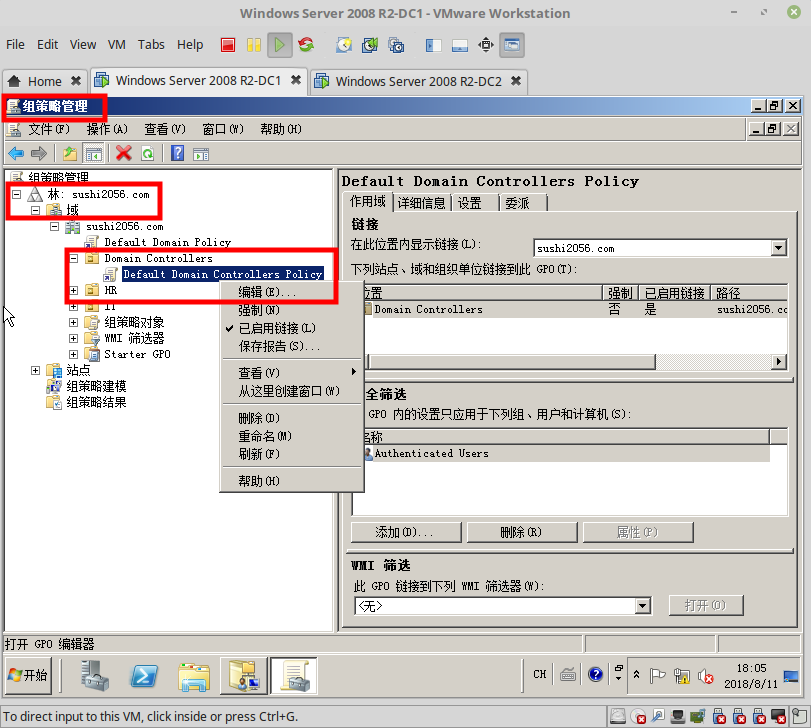 Windows Server 2008 R2-DC1 - VMware Workstation
File Edit View VM Tabs Help
Home Windows Server 2008 R2-DC1 Windows Server 2008 R2-DC2
组策略管理
文件(F) 操作(A) 查看(V) 窗口(W) 帮助(H)
组策略管理
林: sushi2056.com
域
sushi2056.com
Default Domain Policy
Domain Controllers
Default Domain Controllers Policy
HR
IT
组策略对象
WMI 筛选器
Starter GPO
站点
组策略建模
组策略结果
编辑(E)...
强制(N)
已启用链接(L)
保存报告(S)...
查看(V)
从这里创建窗口(W)
删除(D)
重命名(M)
刷新(F)
帮助(H)
Default Domain Controllers Policy
作用域 详细信息 设置 委派
链接
在此位置内显示链接(L): sushi2056.com
下列站点、域和组织单位链接到此 GPO(T):
位置 强制 已启用链接 路径
Domain Controllers 否 是 sushi2056.co
全筛选
GPO 内的设置只应用于下列组、用户和计算机(S):
名称
Authenticated Users
添加(D)... 删除(R) 属性(P)
WMI 筛选
此 GPO 链接到下列 WMI 筛选器(W):
<无> 打开(O)
打开 GPO 编辑器
开始 CH 18:05
2018/8/11
To direct input to this VM, click inside or press Ctrl+G.